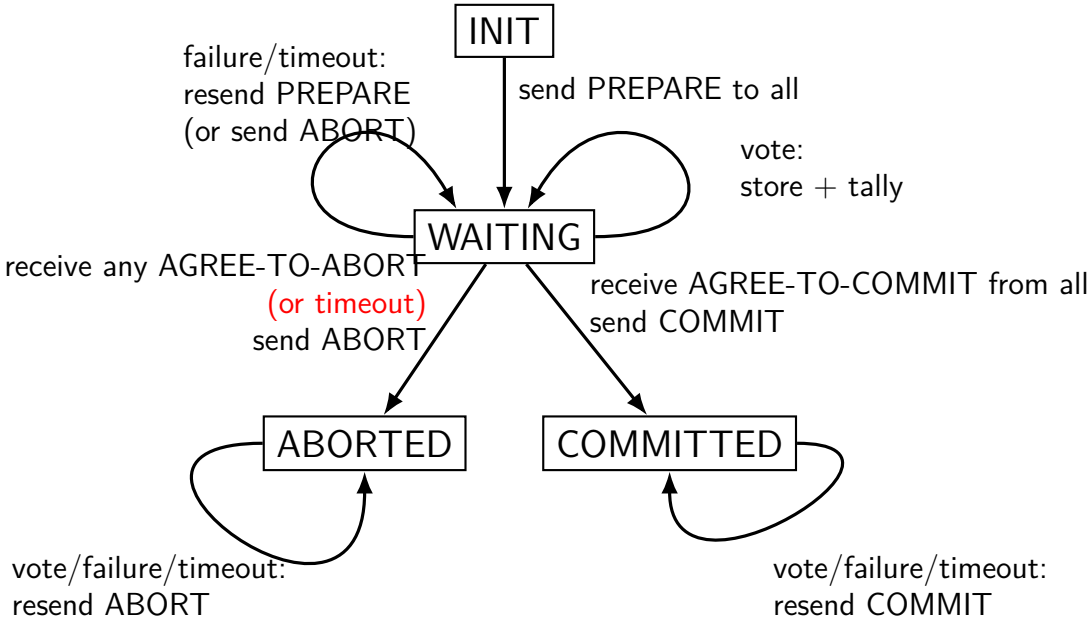 INIT
failure/timeout:
resend PREPARE
(or send ABORT)
send PREPARE to all
vote:
store + tally
WAITING
receive any AGREE-TO-ABORT
(or timeout)
send ABORT
receive AGREE-TO-COMMIT from all
send COMMIT
ABORTED
COMMITTED
vote/failure/timeout:
resend ABORT
vote/failure/timeout:
resend COMMIT